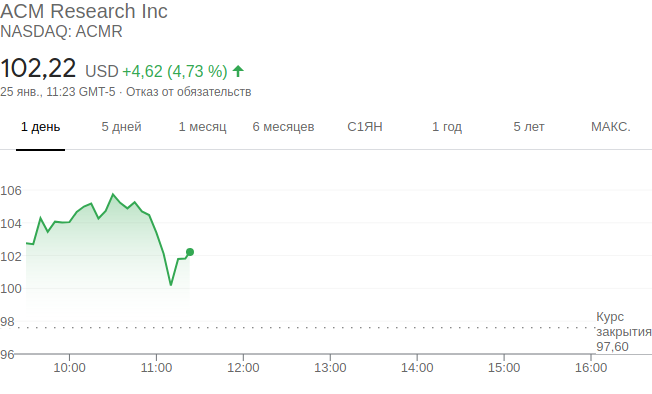 ACM Research Inc
NASDAQ: ACMR
102,22 USD +4,62 (4,73 %)
25 янв., 11:23 GMT-5 · Отказ от обязательств
1 день 5 дней 1 месяц 6 месяцев С1ЯН 1 год 5 лет МАКС.
106
104
102
100
98
96
Курс
закрытия
97,60
10:00 11:00 12:00 13:00 14:00 15:00 16:00